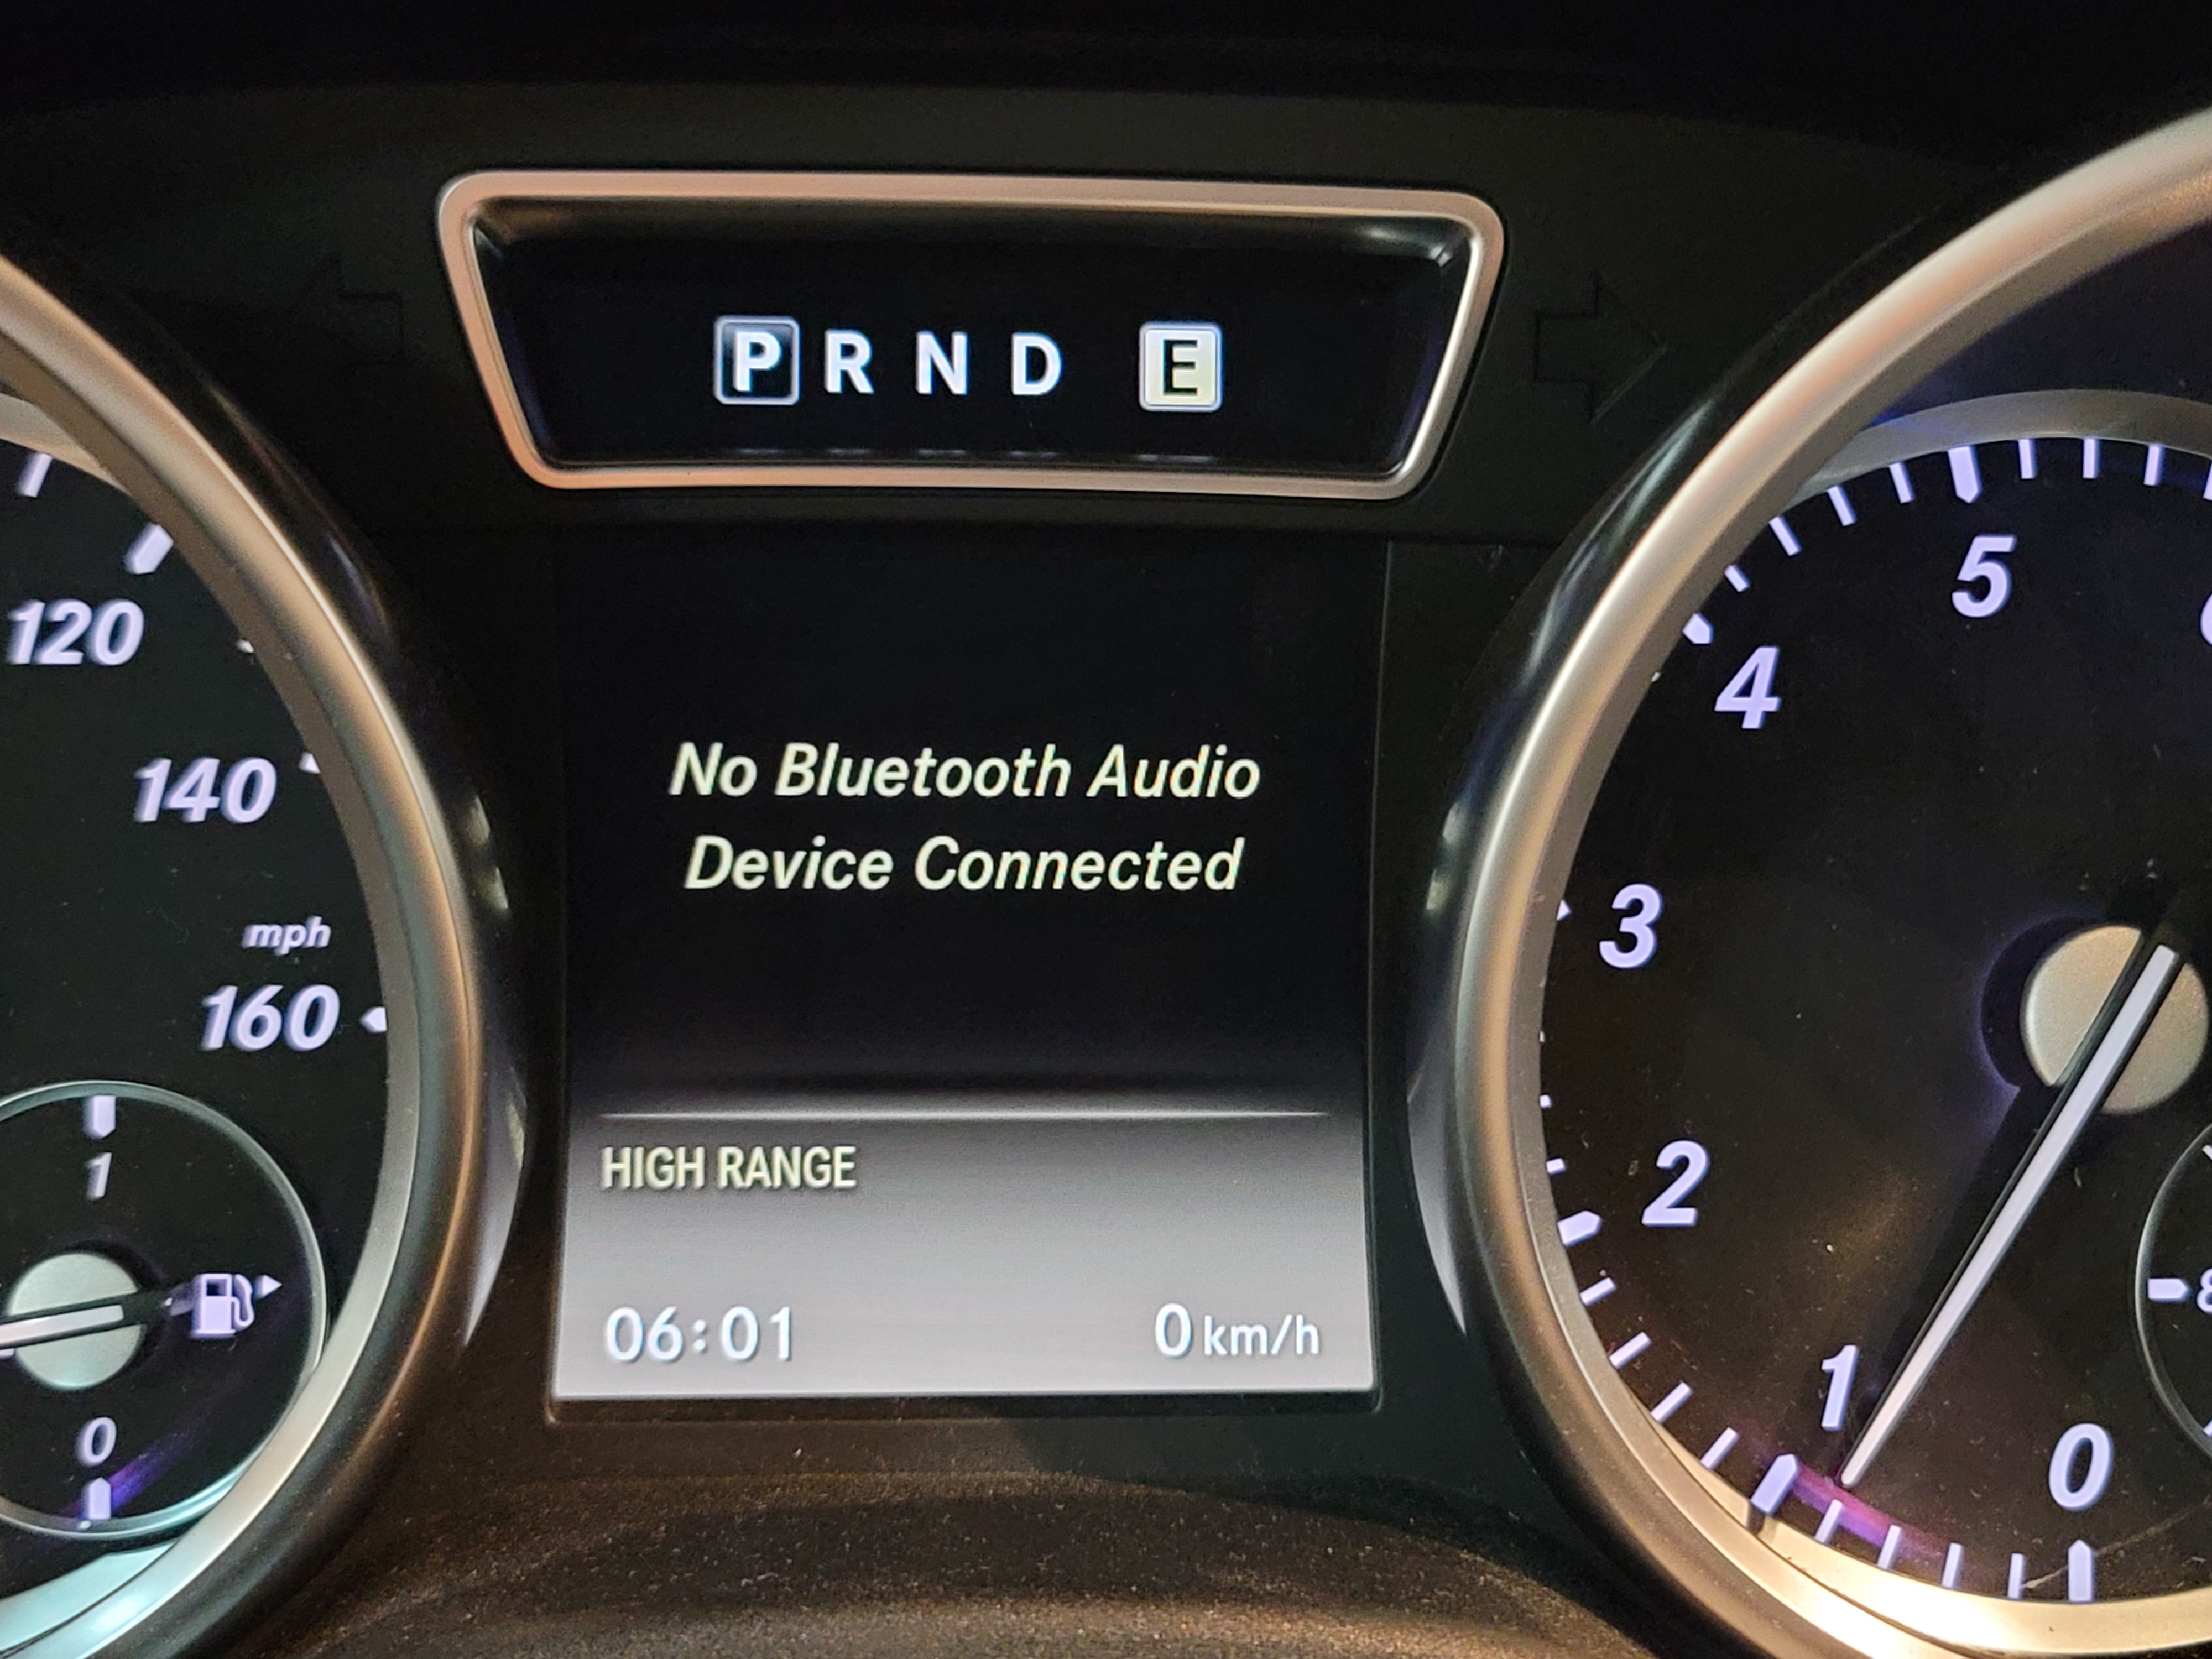 P R N D E
120
140
mph
160
1
0
No Bluetooth Audio
Device Connected
HIGH RANGE
06:01 0 km/h
5
4
3
2
1
0